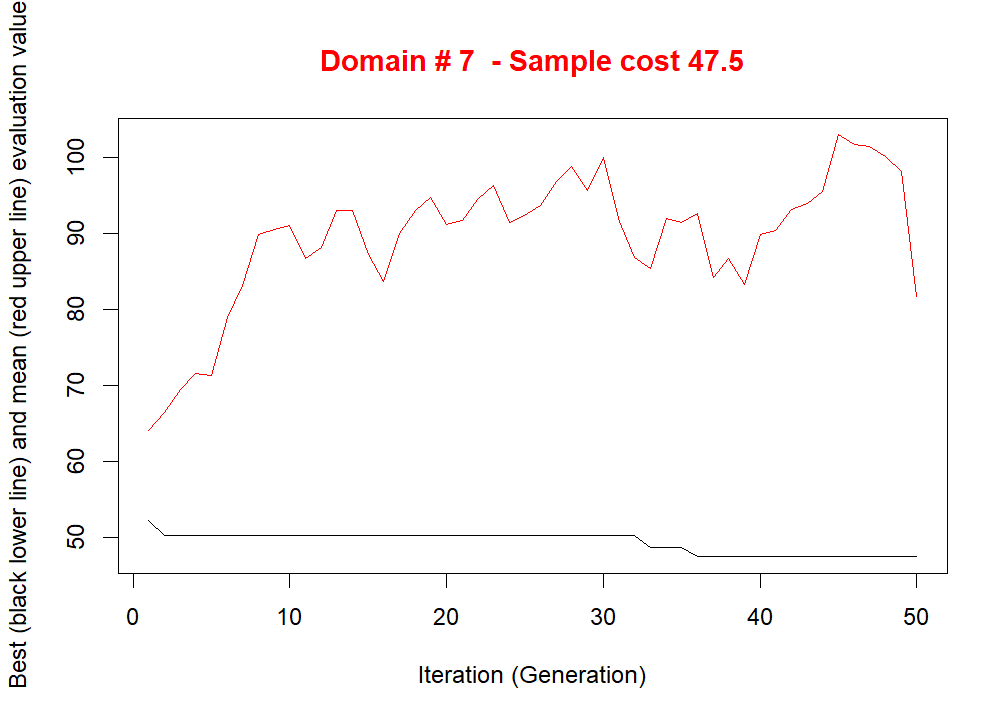 Domain # 7  - Sample cost 47.5
Best (black lower line) and mean (red upper line) evaluation value
100
90
80
70
60
50
0 10 20 30 40 50
Iteration (Generation)